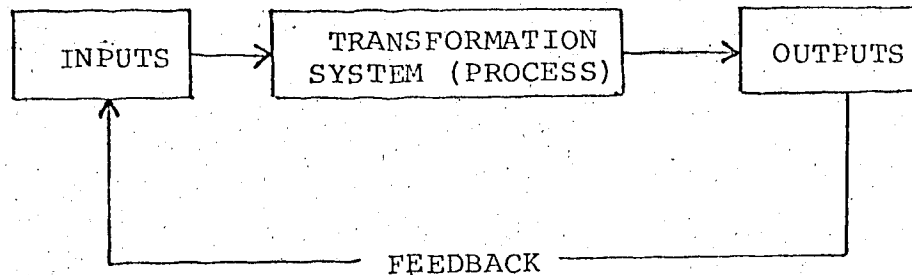 INPUTS
TRANSFORMATION
SYSTEM (PROCESS)
OUTPUTS
FEEDBACK